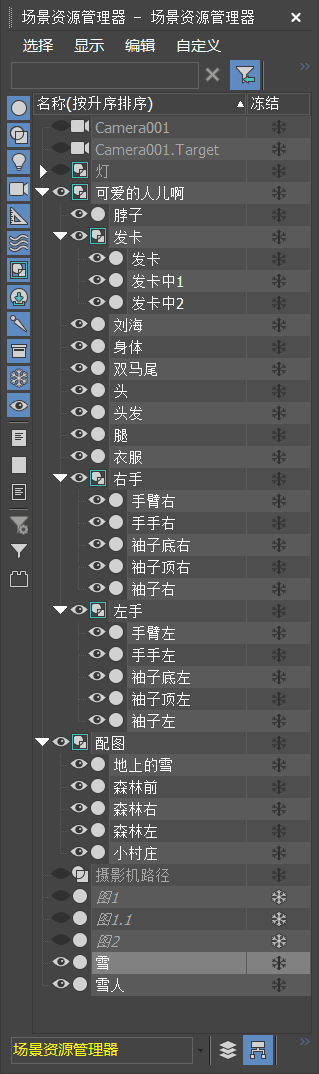 场景资源管理器 - 场景资源管理器
选择 显示 编辑 自定义
名称(按升序排序) 冻结
Camera001
Camera001.Target
灯
可爱的人儿啊
脖子
发卡
发卡
发卡中1
发卡中2
刘海
身体
双马尾
头
头发
腿
衣服
右手
手臂右
手手右
袖子底右
袖子顶右
袖子右
左手
手臂左
手手左
袖子底左
袖子顶左
袖子左
配图
地上的雪
森林前
森林右
森林左
小村庄
摄影机路径
图1
图1.1
图2
雪
雪人
场景资源管理器